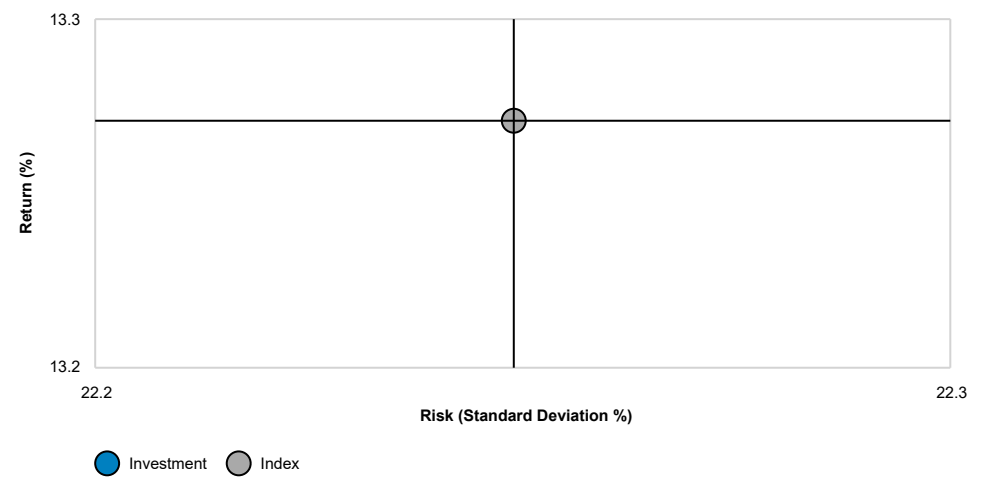 13.3
Return (%)
13.2
22.2
22.3
Risk (Standard Deviation %)
Investment
Index